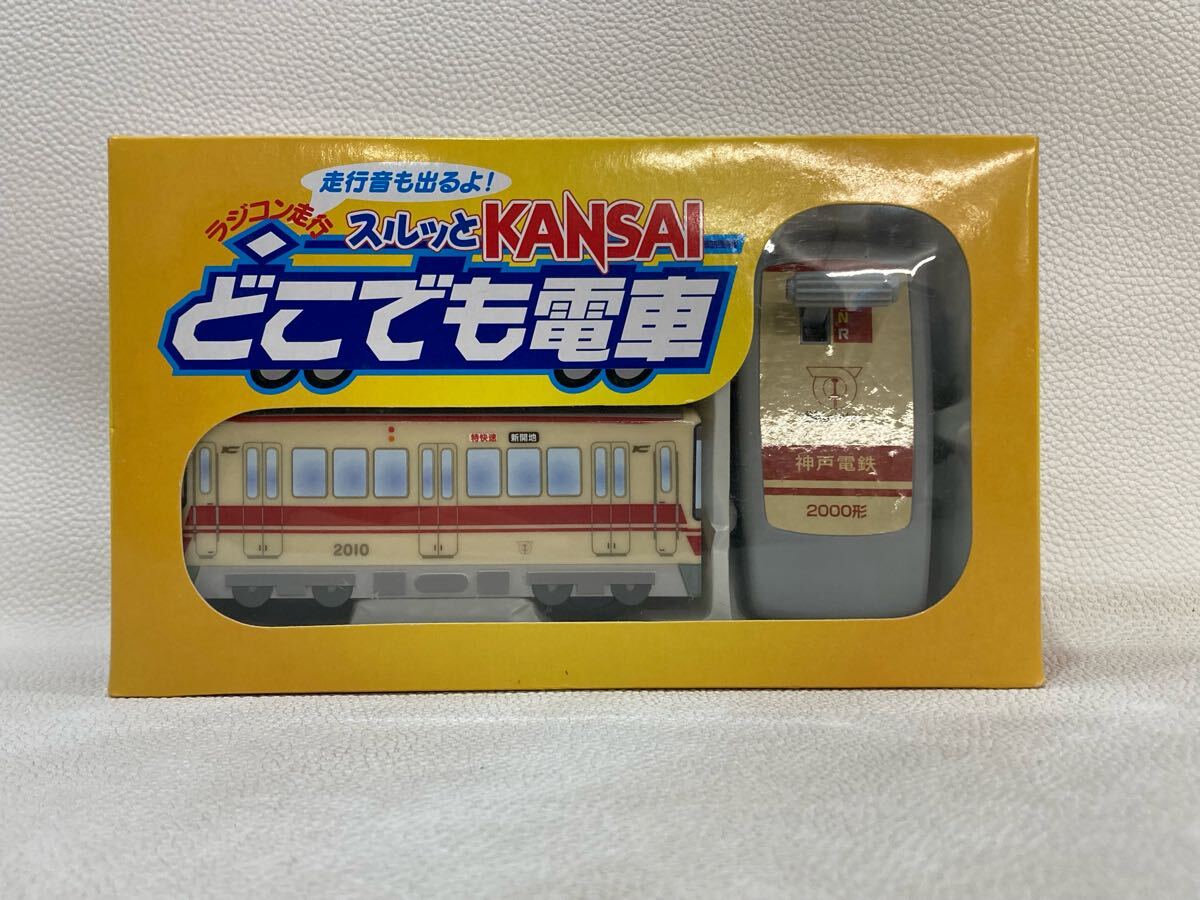 走行音も出るよ!
ラジコン走行
スルッとKANSAI
どこでも電車
N
R
神戸電鉄
2000形
特快速 新開地
2010